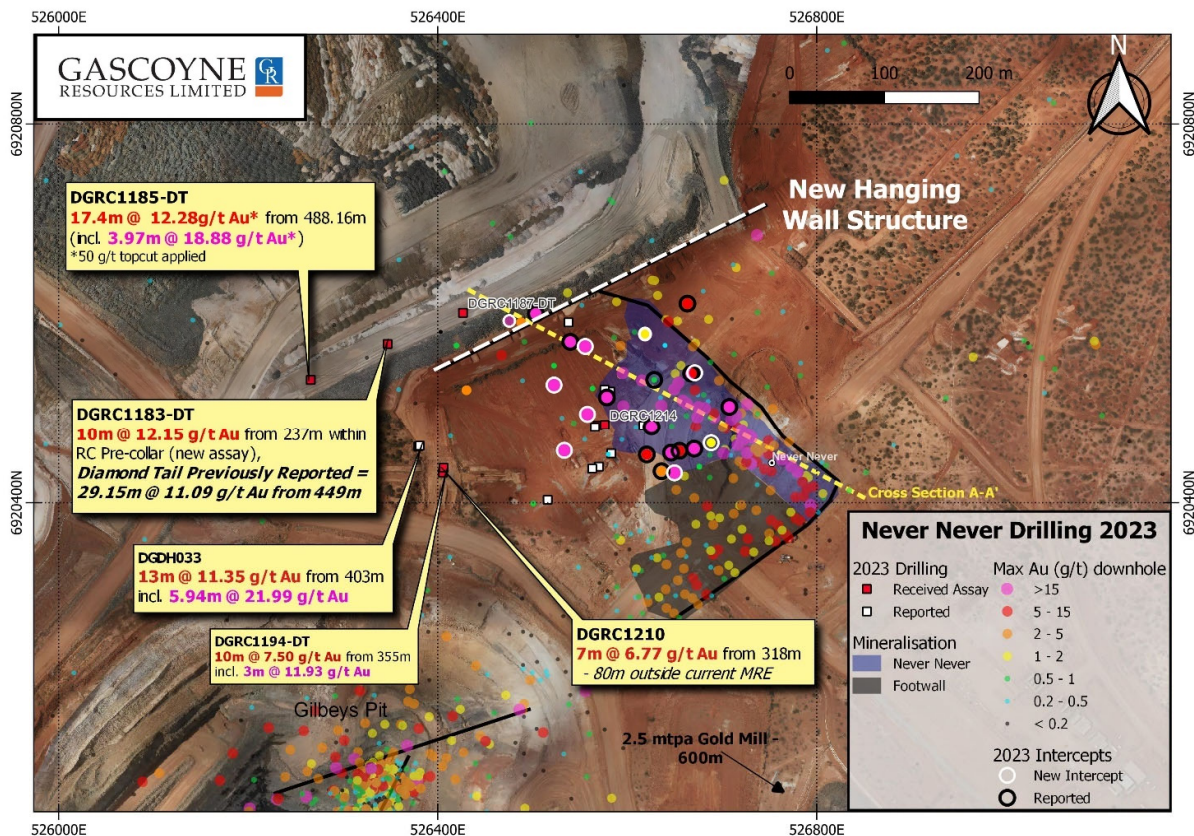 526000E
526400E
526800E
GASCOYNE
RESOURCES LIMITED
GR
N
0
100
200 m
6920800N
6920800N
New Hanging
Wall Structure
DGRC1185-DT
17.4m @ 12.28g/t Au* from 488.16m
(incl. 3.97m @ 18.88 g/t Au*)
*50 g/t topcut applied
DGRC1187-DT
DGRC1183-DT
10m @ 12.15 g/t Au from 237m within
RC Pre-collar (new assay),
Diamond Tail Previously Reported =
29.15m @ 11.09 g/t Au from 449m
DGRC1214
Never Never
Cross Section A-A'
6920400N
6920400N
DGDH033
13m @ 11.35 g/t Au from 403m
incl. 5.94m @ 21.99 g/t Au
DGRC1194-DT
10m @ 7.50 g/t Au from 355m
incl. 3m @ 11.93 g/t Au
DGRC1210
7m @ 6.77 g/t Au from 318m
- 80m outside current MRE
Gilbeys Pit
2.5 mtpa Gold Mill -
600m
Never Never Drilling 2023
2023 Drilling
Received Assay
Reported
Mineralisation
Never Never
Footwall
Max Au (g/t) downhole
>15
5 - 15
2 - 5
1 - 2
0.5 - 1
0.2 - 0.5
< 0.2
2023 Intercepts
New Intercept
Reported
526000E
526400E
526800E